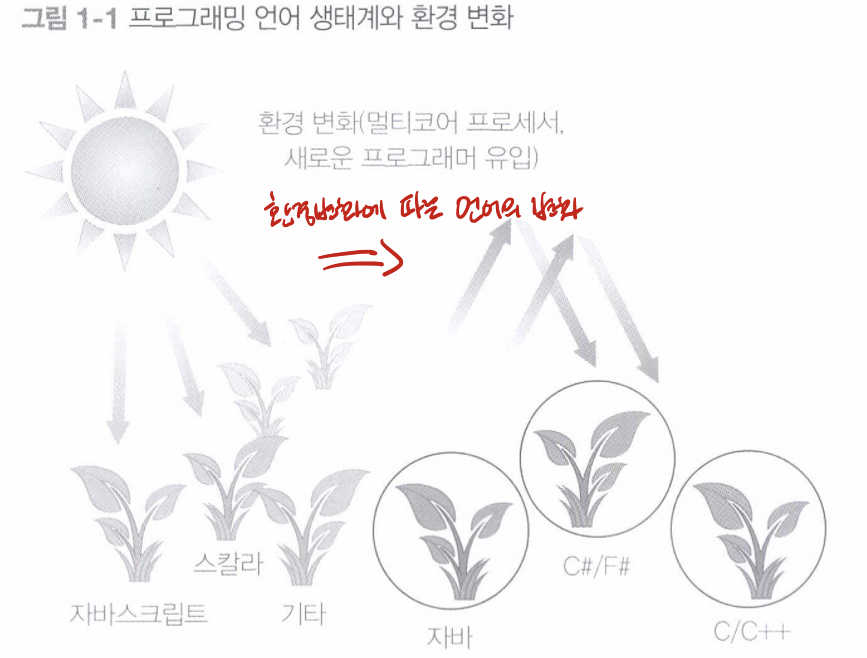 그림 1-1 프로그래밍 언어 생태계와 환경 변화
환경 변화(멀티코어 프로세서,
새로운 프로그래머 유입)
환경변화에 따른 언어의 변화
스칼라
C#/F#
자바스크립트
기타
자바
C/C++